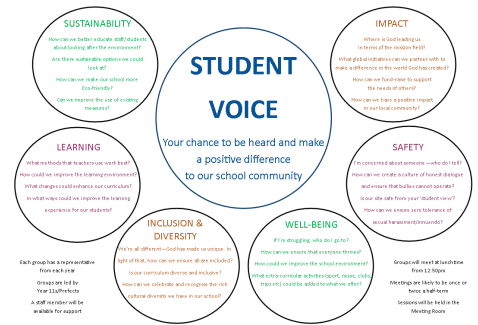 SUSTAINABILITY
How can we better educate staff/students
about looking after the environment?
Are there sustainable options we could
look at?
How can we make our school more
Eco-friendly?
Can we improve the use of existing
measures?
STUDENT
VOICE
Your chance to be heard and make
a positive difference
to our school community
IMPACT
Where is God leading us
in terms of the mission field?
What global initiatives can we partner with to
make a difference in the world God has created?
How can we fund-raise to support
the needs of others?
How can we have a positive impact
in our local community?
LEARNING
What methods that teachers use work best?
How could we improve the learning environment?
What changes could enhance our curriculum?
In what ways could we improve the learning
experience for our students?
SAFETY
I'm concerned about someone—who do I tell?
How can we create a culture of honest dialogue
and ensure that bullies cannot operate?
Is our site safe from your 'student view'?
How can we ensure zero tolerance of
sexual harassment/innuendo?
INCLUSION &
DIVERSITY
We're all different—God has made us unique. In
light of that, how can we ensure all are included?
Is our curriculum diverse and inclusive?
How can we celebrate and recognise the rich
cultural diversity we have in our school?
WELL-BEING
If I'm struggling, who do I go to?
How can we ensure that everyone thrives?
How could we improve the school environment?
What extra curricular activities (sport, music, clubs,
trips etc) could be added to what we offer?
Each group has a representative
from each year
Groups are led by
Year 11s/Prefects
A staff member will be
available for support
Groups will meet at lunchtime
from 12:50pm
Meetings are likely to be once or
twice a half-term
Sessions will be held in the
Meeting Room